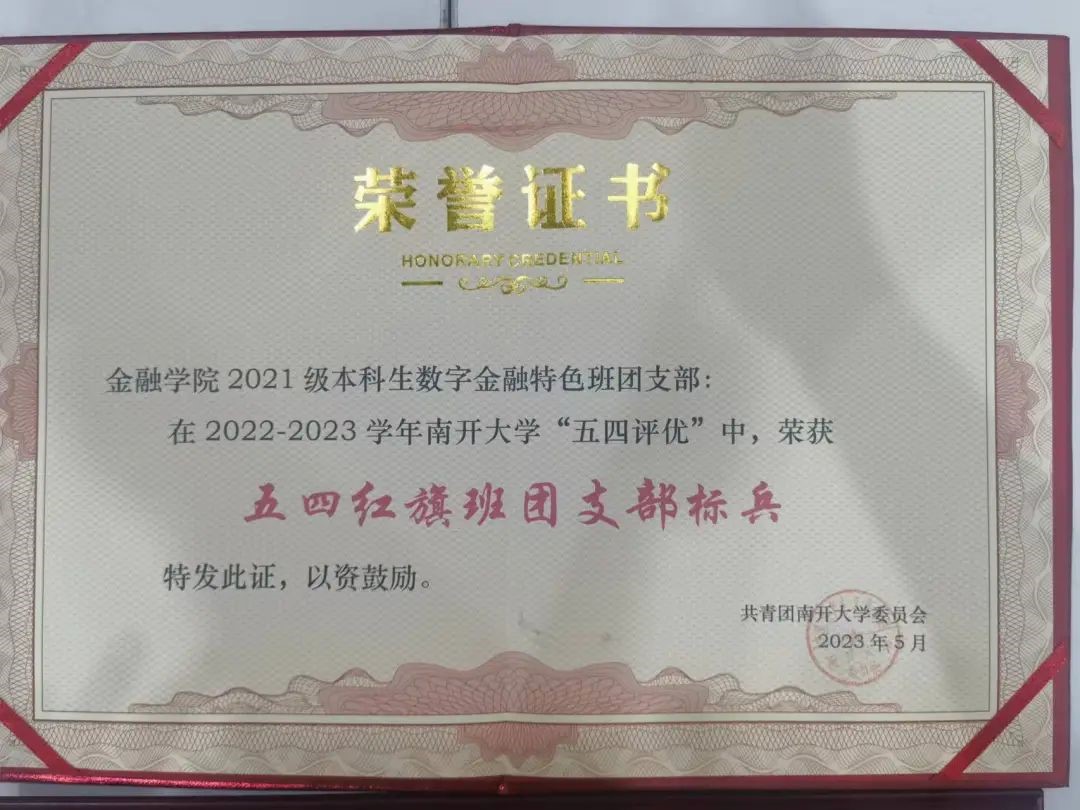 荣誉证书
HONORARY CREDENTIAL
金融学院 2021 级本科生数字金融特色班团支部：
在 2022-2023 学年南开大学“五四评优”中，荣获
五四红旗班团支部标兵
特发此证，以资鼓励。
共青团南开大学委员会
2023 年 5 月